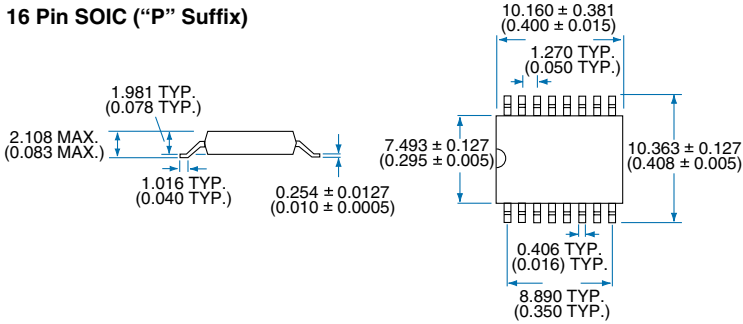 16 Pin SOIC (“P” Suffix)
10.160 ± 0.381
(0.400 ± 0.015)
1.270 TYP.
(0.050 TYP.)
1.981 TYP.
(0.078 TYP.)
2.108 MAX.
(0.083 MAX.)
7.493 ± 0.127
(0.295 ± 0.005)
10.363 ± 0.127
(0.408 ± 0.005)
1.016 TYP.
(0.040 TYP.)
0.254 ± 0.0127
(0.010 ± 0.0005)
0.406 TYP.
(0.016) TYP.
8.890 TYP.
(0.350 TYP.)